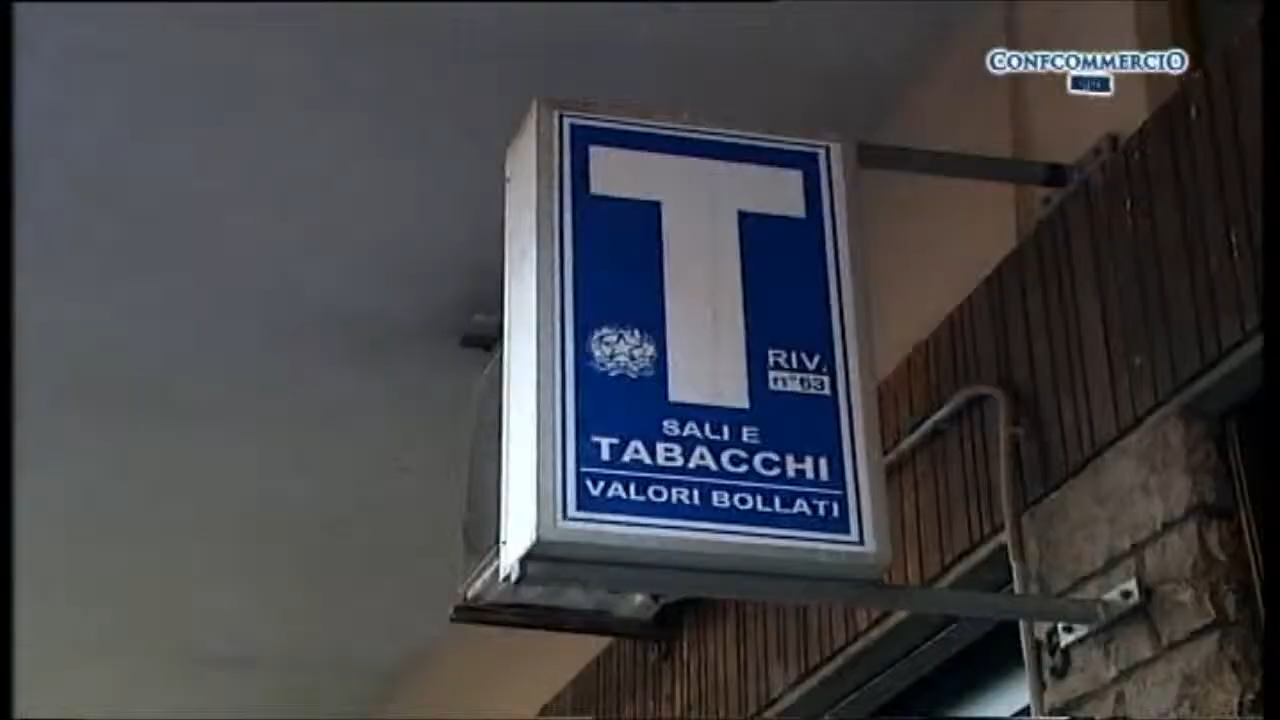 CONFCOMMERCIO
T
RIV.
n°63
SALI E
TABACCHI
VALORI BOLLATI